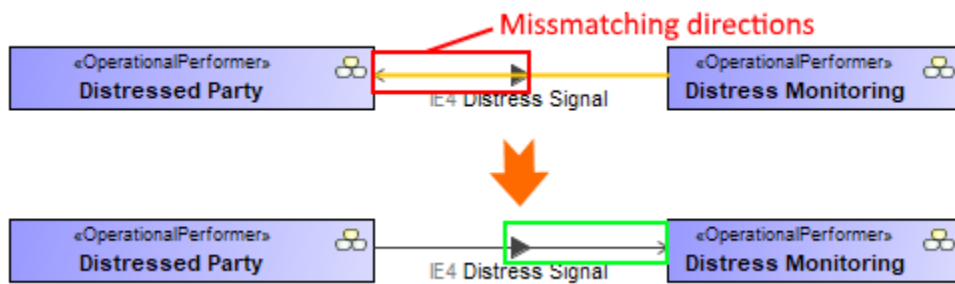 Missmatching directions
«OperationalPerformer»
Distressed Party
IE4 Distress Signal
«OperationalPerformer»
Distress Monitoring
«OperationalPerformer»
Distressed Party
IE4 Distress Signal
«OperationalPerformer»
Distress Monitoring